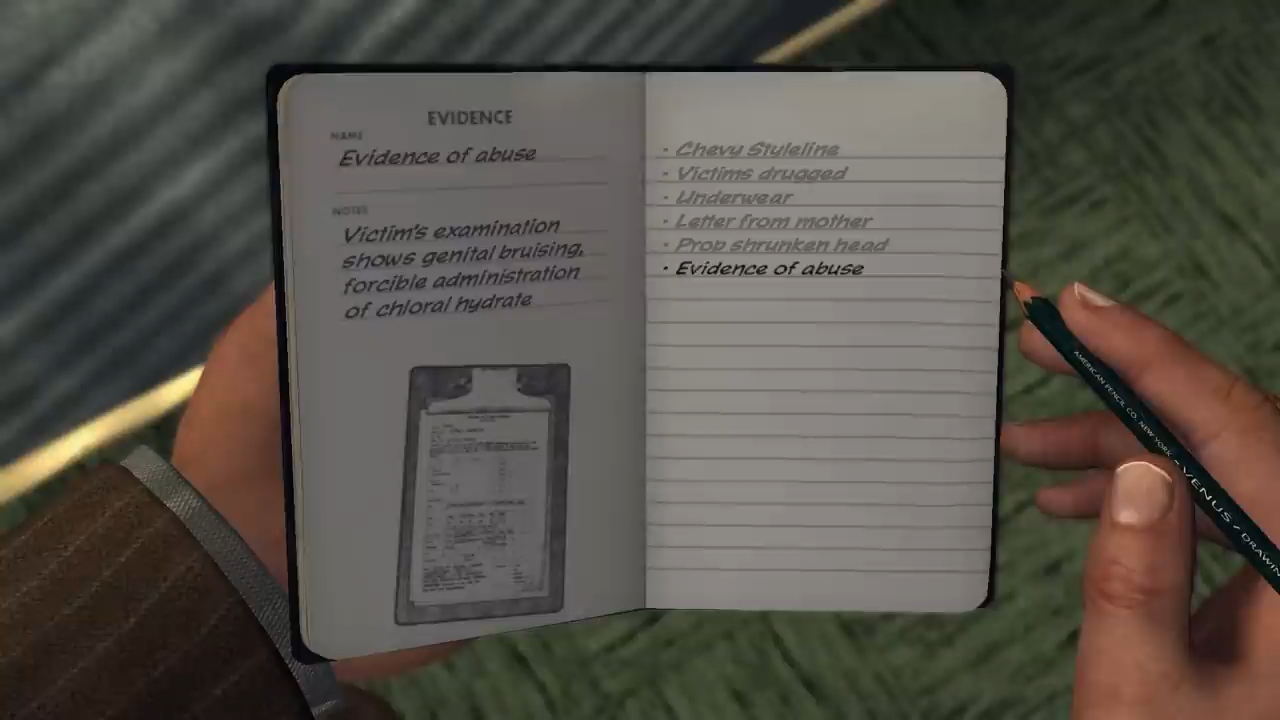 EVIDENCE
NAME
Evidence of abuse
NOTES
Victim's examination
shows genital bruising,
forcible administration
of chloral hydrate
· Chevy Styleline
· Victims drugged
· Underwear
· Letter from mother
· Prop shrunken head
· Evidence of abuse
AMERICAN PENCIL CO. NEW YORK VENUS / DRAWIN